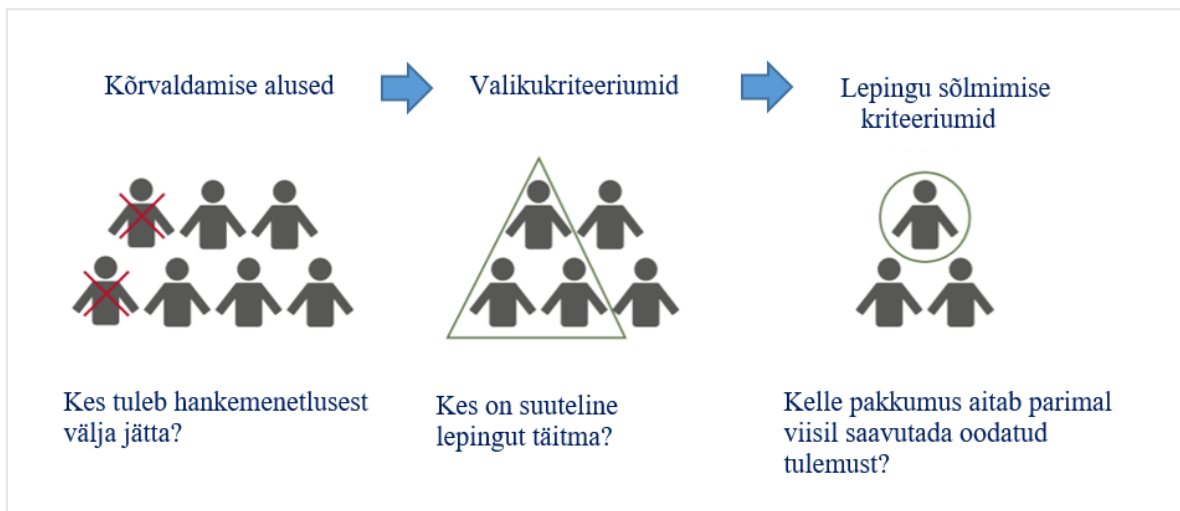 Kõrvaldamise alused
Valikukriteeriumid
Lepingu sõlmimise
kriteeriumid
Kes tuleb hankemenetlusest
välja jätta?
Kes on suuteline
lepingut täitma?
Kelle pakkumus aitab parimal
viisil saavutada oodatud
tulemust?